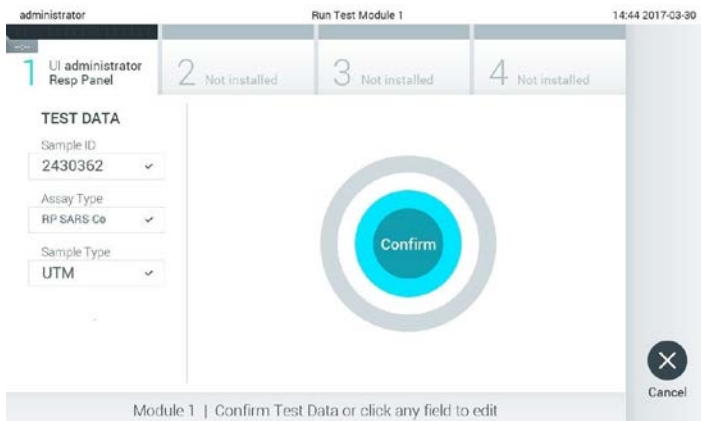 administrator
Run Test Module 1
14:44 2017-03-30
--:--
1
UI administrator
Resp Panel
2 Not installed
3 Not installed
4 Not installed
TEST DATA
Sample ID
2430362
Assay Type
RP SARS Co
Sample Type
UTM
Confirm
Cancel
Module 1 | Confirm Test Data or click any field to edit